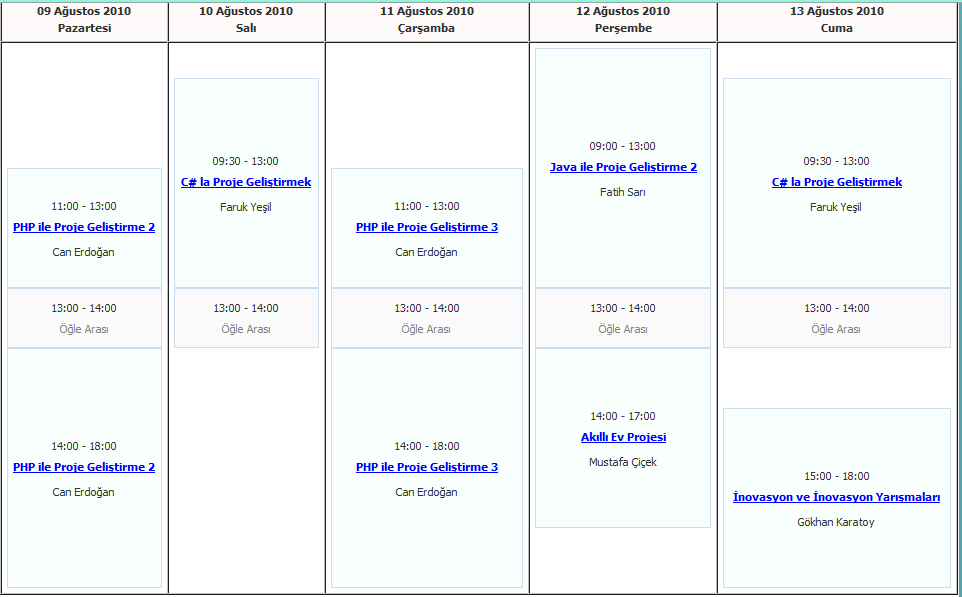 09 Ağustos 2010
Pazartesi
10 Ağustos 2010
Salı
11 Ağustos 2010
Çarşamba
12 Ağustos 2010
Perşembe
13 Ağustos 2010
Cuma
11:00 - 13:00
PHP ile Proje Geliştirme 2
Can Erdoğan
13:00 - 14:00
Öğle Arası
14:00 - 18:00
PHP ile Proje Geliştirme 2
Can Erdoğan
09:30 - 13:00
C# la Proje Geliştirmek
Faruk Yeşil
13:00 - 14:00
Öğle Arası
11:00 - 13:00
PHP ile Proje Geliştirme 3
Can Erdoğan
13:00 - 14:00
Öğle Arası
14:00 - 18:00
PHP ile Proje Geliştirme 3
Can Erdoğan
09:00 - 13:00
Java ile Proje Geliştirme 2
Fatih Sarı
13:00 - 14:00
Öğle Arası
14:00 - 17:00
Akıllı Ev Projesi
Mustafa Çiçek
09:30 - 13:00
C# la Proje Geliştirmek
Faruk Yeşil
13:00 - 14:00
Öğle Arası
15:00 - 18:00
İnovasyon ve İnovasyon Yarışmaları
Gökhan Karatoy